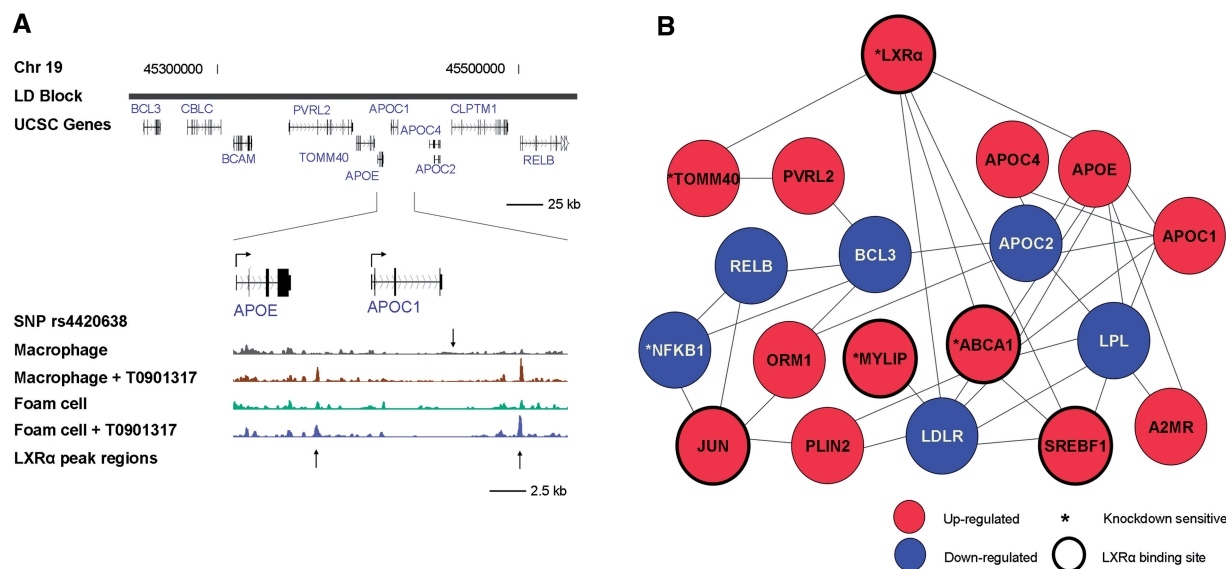 A
Chr 19
45300000
45500000
LD Block
UCSC Genes
BCL3
CBLC
PVRL2
APOC1
CLPTM1
APOC4
BCAM
TOMM40
APOE
APOC2
RELB
25 kb
APOE
APOC1
SNP rs4420638
Macrophage
Macrophage + T0901317
Foam cell
Foam cell + T0901317
LXRα peak regions
2.5 kb
B
*LXRα
*TOMM40
PVRL2
APOC4
APOE
APOC1
RELB
BCL3
APOC2
*NFKB1
ORM1
*MYLIP
*ABCA1
LPL
JUN
PLIN2
LDLR
SREBF1
A2MR
Up-regulated
* Knockdown sensitive
Down-regulated
LXRα binding site